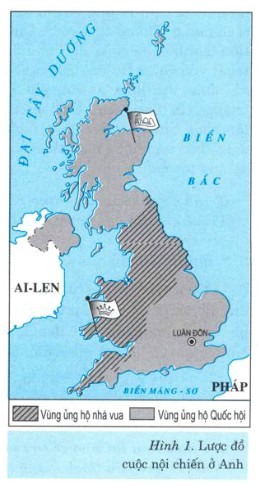 ĐẠI TÂY DƯƠNG
BIỂN
BẮC
AI-LEN
LUÂN ĐÔN
PHÁP
BIỂN MĂNG - SƠ
Vùng ủng hộ nhà vua
Vùng ủng hộ Quốc hội
Hình 1. Lược đồ
cuộc nội chiến ở Anh